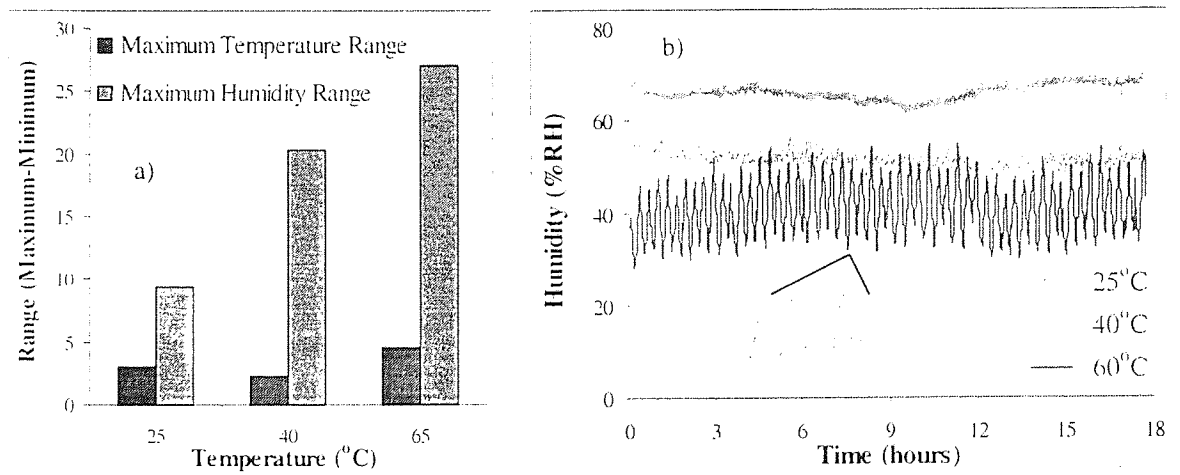 30
25
20
15
10
5
0
Range (Maximum-Minimum)
Maximum Temperature Range
Maximum Humidity Range
a)
25 40 65
Temperature (°C)
80
60
40
20
0
Humidity (%RH)
b)
25°C
40°C
60°C
0 3 6 9 12 15 18
Time (hours)